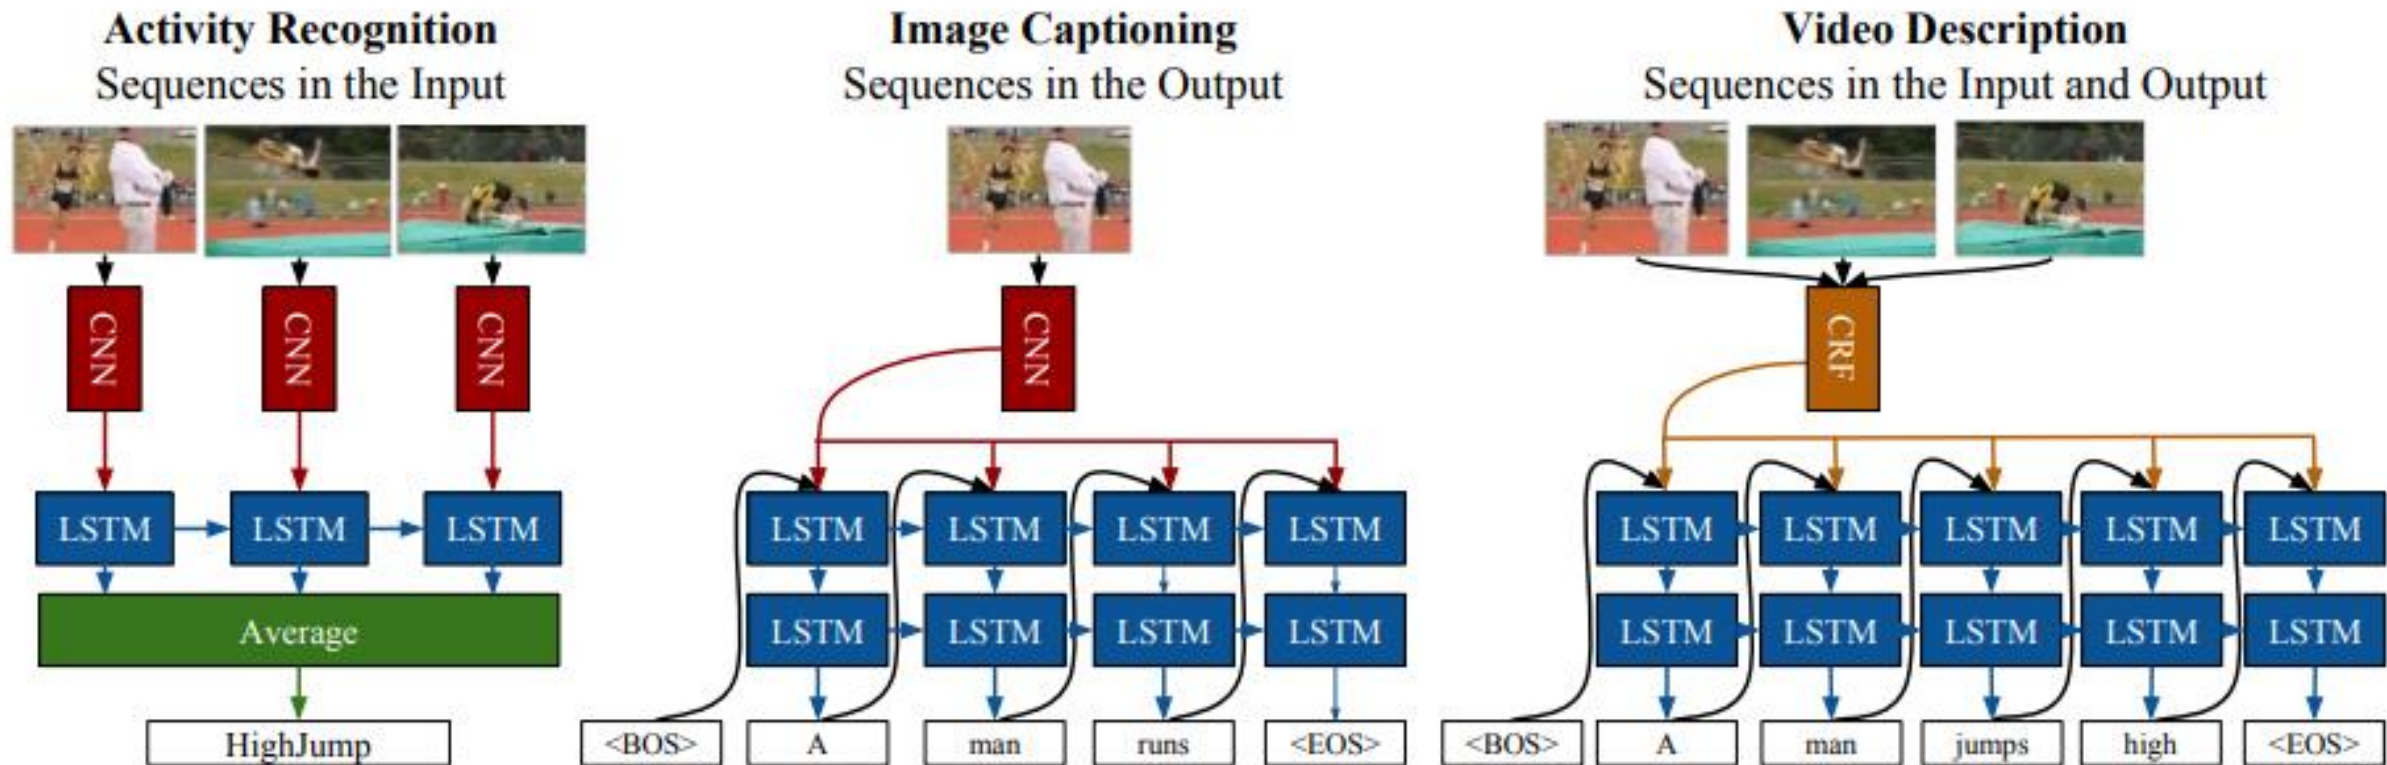 Activity Recognition
Sequences in the Input
CNN
CNN
CNN
LSTM
LSTM
LSTM
Average
HighJump
Image Captioning
Sequences in the Output
CNN
LSTM
LSTM
LSTM
LSTM
LSTM
LSTM
LSTM
LSTM
<BOS>
A
man
runs
<EOS>
Video Description
Sequences in the Input and Output
CRF
LSTM
LSTM
LSTM
LSTM
LSTM
LSTM
LSTM
LSTM
LSTM
LSTM
<BOS>
A
man
jumps
high
<EOS>